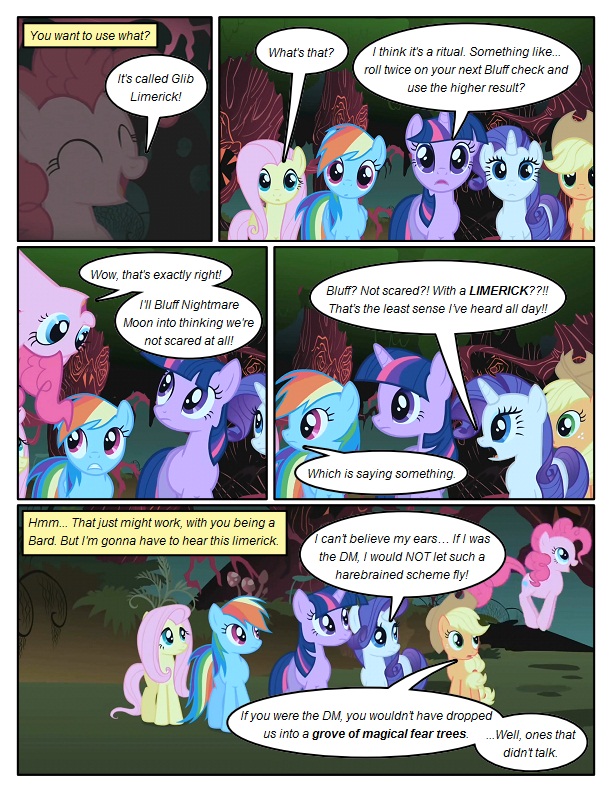 You want to use what?
It's called Glib
Limerick!
What's that?
I think it's a ritual. Something like...
roll twice on your next Bluff check and
use the higher result?
Wow, that's exactly right!
I'll Bluff Nightmare
Moon into thinking we're
not scared at all!
Bluff? Not scared?! With a LIMERICK??!!
That's the least sense I've heard all day!!
Which is saying something.
Hmm... That just might work, with you being a
Bard. But I'm gonna have to hear this limerick.
I can't believe my ears... If I was
the DM, I would NOT let such a
harebrained scheme fly!
If you were the DM, you wouldn't have dropped
us into a grove of magical fear trees.
...Well, ones that
didn't talk.